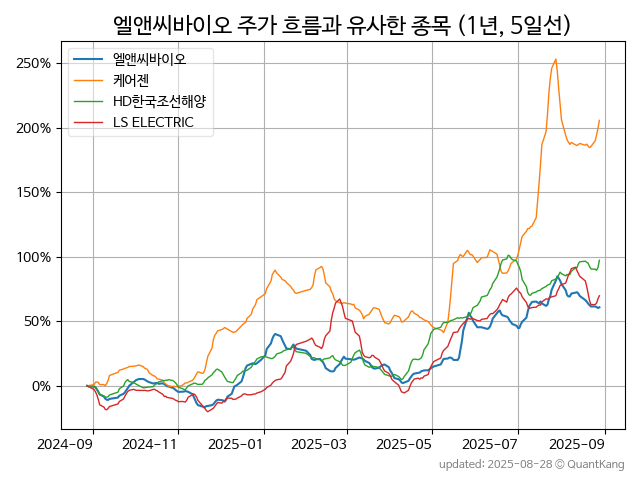 엘앤씨바이오 주가 흐름과 유사한 종목 (1년, 5일선)
엘앤씨바이오
케어젠
HD한국조선해양
LS ELECTRIC
250%
200%
150%
100%
50%
0%
2024-09 2024-11 2025-01 2025-03 2025-05 2025-07 2025-09
updated: 2025-08-28 © QuantKang